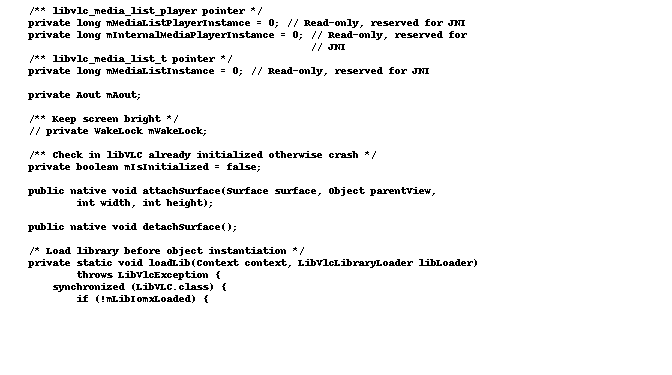 /** libvlc_media_list_player pointer */
private long mMediaListPlayerInstance = 0; // Read-only, reserved for JNI
private long mInternalMediaPlayerInstance = 0; // Read-only, reserved for
// JNI
/** libvlc_media_list_t pointer */
private long mMediaListInstance = 0; // Read-only, reserved for JNI
private Aout mAout;
/** Keep screen bright */
// private WakeLock mWakeLock;
/** Check in libVLC already initialized otherwise crash */
private boolean mIsInitialized = false;
public native void attachSurface(Surface surface, Object parentView,
int width, int height);
public native void detachSurface();
/* Load library before object instantiation */
private static void loadLib(Context context, LibVlcLibraryLoader libLoader)
throws LibVlcException {
synchronized (LibVLC.class) {
if (!mLibIomxLoaded) {